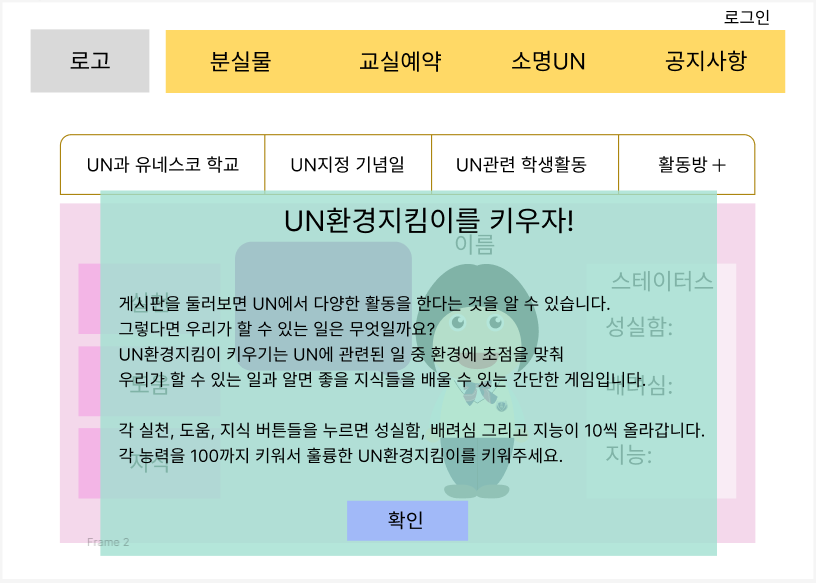 로그인
로고
분실물
교실예약
소명UN
공지사항
UN과 유네스코 학교
UN지정 기념일
UN관련 학생활동
활동방+
UN환경지킴이를 키우자!
이름
스테이터스
게시판을 둘러보면 UN에서 다양한 활동을 한다는 것을 알 수 있습니다.
실천
성실함:
그렇다면 우리가 할 수 있는 일은 무엇일까요?
UN환경지킴이 키우기는 UN에 관련된 일 중 환경에 초점을 맞춰
우리가 할 수 있는 일과 알면 좋을 지식들을 배울 수 있는 간단한 게임입니다.
도움
배려심:
각 실천, 도움, 지식 버튼들을 누르면 성실함, 배려심 그리고 지능이 10씩 올라갑니다.
각 능력을 100까지 키워서 훌륭한 UN환경지킴이를 키워주세요.
지식
지능:
확인
Frame 2